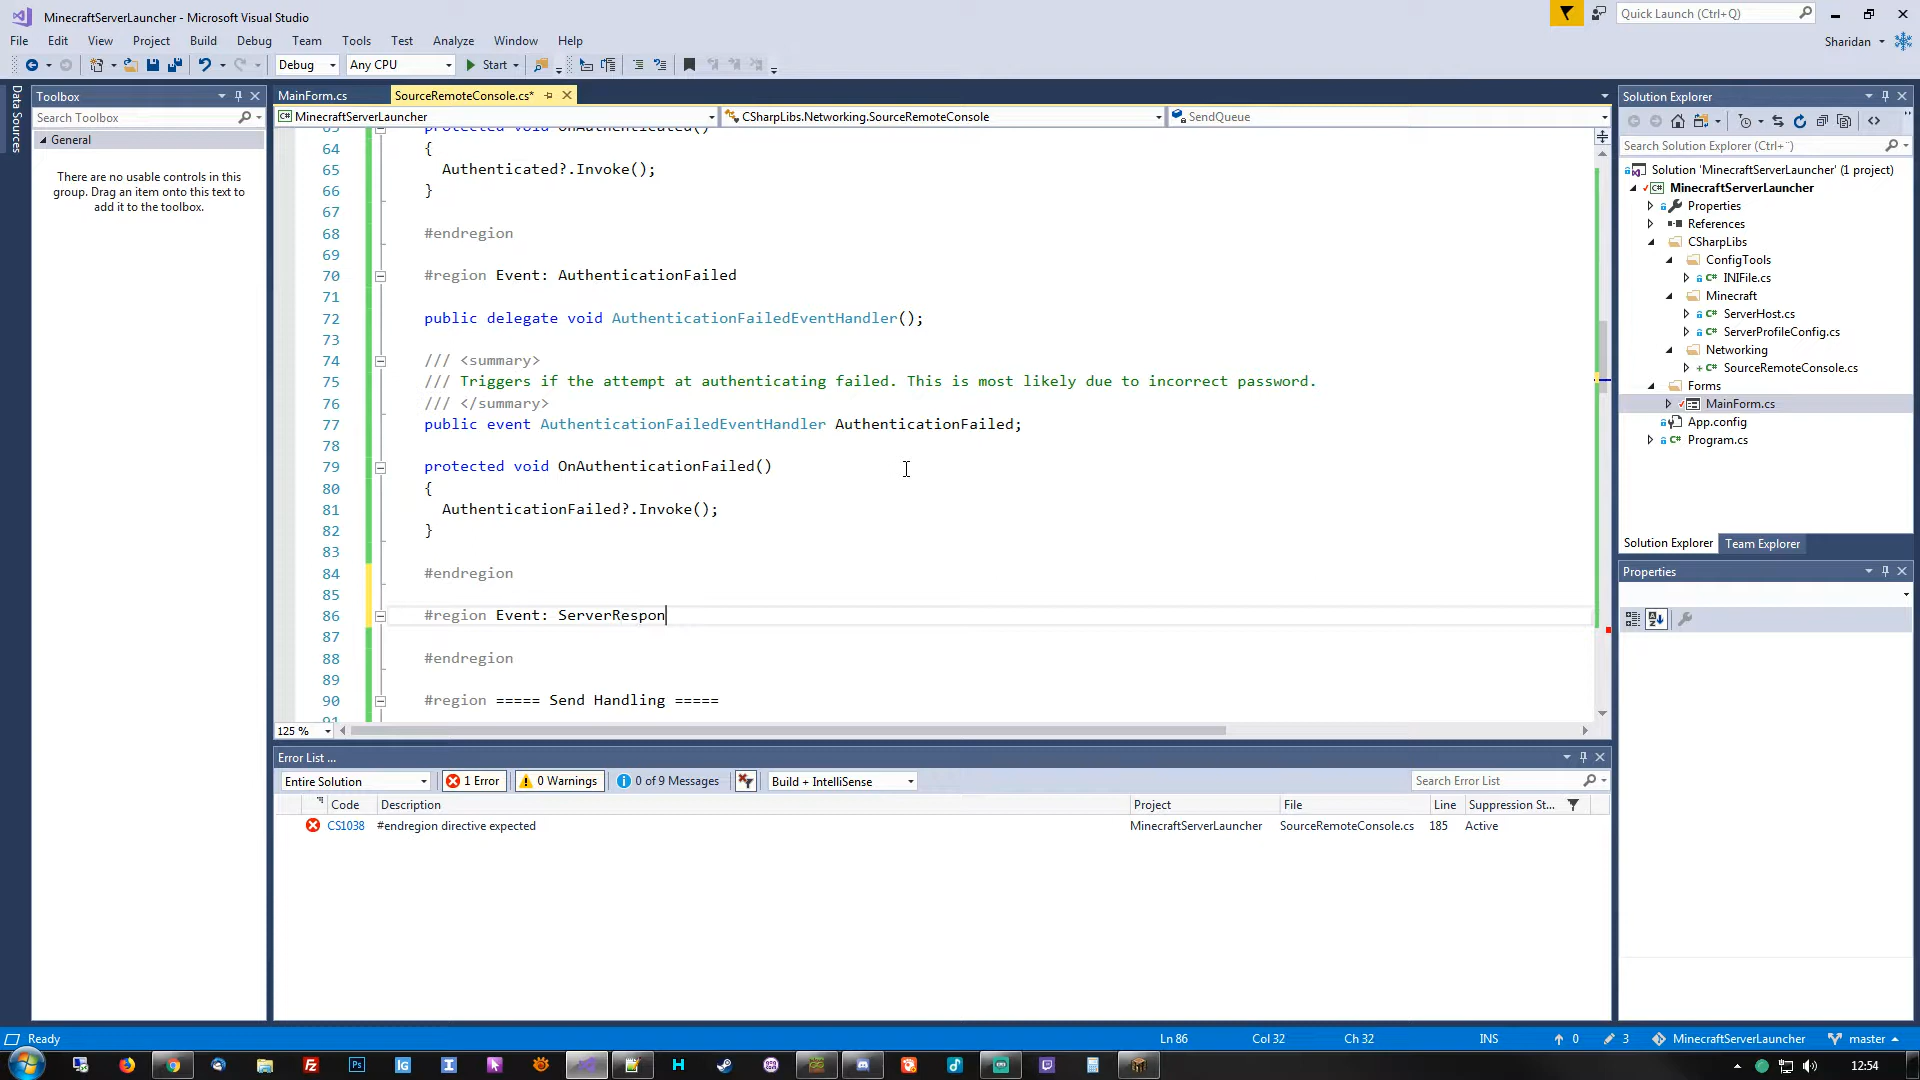 MinecraftServerLauncher - Microsoft Visual Studio
Quick Launch (Ctrl+Q)
File Edit View Project Build Debug Team Tools Test Analyze Window Help
Sharidan
Debug Any CPU Start
Data Sources
Toolbox
Search Toolbox
General
There are no usable controls in this
group. Drag an item onto this text to
add it to the toolbox.
MainForm.cs SourceRemoteConsole.cs*
MinecraftServerLauncher CSharpLibs.Networking.SourceRemoteConsole SendQueue
protected void OnAuthenticated()
64 {
65 Authenticated?.Invoke();
66 }
67
68 #endregion
69
70 #region Event: AuthenticationFailed
71
72 public delegate void AuthenticationFailedEventHandler();
73
74 /// <summary>
75 /// Triggers if the attempt at authenticating failed. This is most likely due to incorrect password.
76 /// </summary>
77 public event AuthenticationFailedEventHandler AuthenticationFailed;
78
79 protected void OnAuthenticationFailed()
80 {
81 AuthenticationFailed?.Invoke();
82 }
83
84 #endregion
85
86 #region Event: ServerRespon
87
88 #endregion
89
90 #region ===== Send Handling =====
91
125 %
Error List ...
Entire Solution 1 Error 0 Warnings 0 of 9 Messages Build + IntelliSense Search Error List
Code Description Project File Line Suppression St...
CS1038 #endregion directive expected MinecraftServerLauncher SourceRemoteConsole.cs 185 Active
Solution Explorer
Search Solution Explorer (Ctrl+¨)
Solution 'MinecraftServerLauncher' (1 project)
MinecraftServerLauncher
Properties
References
CSharpLibs
ConfigTools
INIFile.cs
Minecraft
ServerHost.cs
ServerProfileConfig.cs
Networking
SourceRemoteConsole.cs
Forms
MainForm.cs
App.config
Program.cs
Solution Explorer Team Explorer
Properties
Ready Ln 86 Col 32 Ch 32 INS 0 3 MinecraftServerLauncher master
12:54